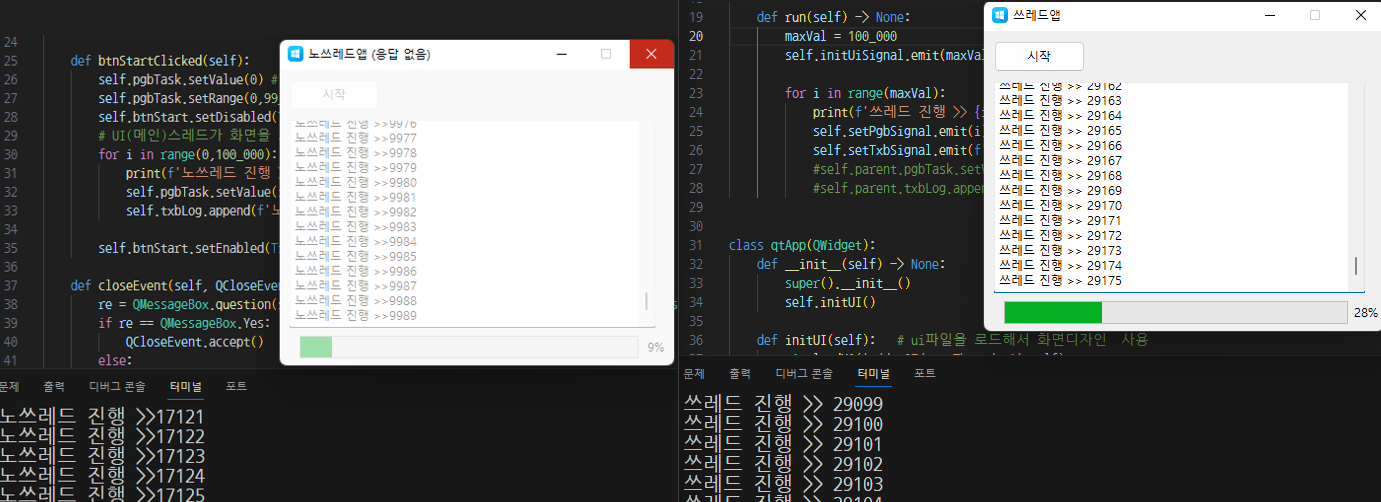 24
25 def btnStartClicked(self):
26 self.pgbTask.setValue(0) #
27 self.pgbTask.setRange(0,99,
28 self.btnStart.setDisabled(
29 # UI(메인)스레드가 화면을
30 for i in range(0,100_000):
31 print(f'노쓰레드 진행
32 self.pgbTask.setValue(
33 self.txbLog.append(f'
34
35 self.btnStart.setEnabled(
36
37 def closeEvent(self, QCloseEven
38 re = QMessageBox.question(
39 if re == QMessageBox.Yes:
40 QCloseEvent.accept()
41 else:
노쓰레드앱 (응답 없음)
시작
노쓰레드 진행 >>9976
노쓰레드 진행 >>9977
노쓰레드 진행 >>9978
노쓰레드 진행 >>9979
노쓰레드 진행 >>9980
노쓰레드 진행 >>9981
노쓰레드 진행 >>9982
노쓰레드 진행 >>9983
노쓰레드 진행 >>9984
노쓰레드 진행 >>9985
노쓰레드 진행 >>9986
노쓰레드 진행 >>9987
노쓰레드 진행 >>9988
노쓰레드 진행 >>9989
9%
문제 출력 디버그 콘솔 터미널 포트
노쓰레드 진행 >>17121
노쓰레드 진행 >>17122
노쓰레드 진행 >>17123
노쓰레드 진행 >>17124
노쓰레드 진행 >>17125
19 def run(self) -> None:
20 maxVal = 100_000
21 self.initUiSignal.emit(maxVal
22
23 for i in range(maxVal):
24 print(f'쓰레드 진행 >> {
25 self.setPgbSignal.emit(i
26 self.setTxbSignal.emit(f
27 #self.parent.pgbTask.set
28 #self.parent.txbLog.appen
29
30
31 class qtApp(QWidget):
32 def __init__(self) -> None:
33 super().__init__()
34 self.initUI()
35
36 def initUI(self): # ui파일을 로드해서 화면디자인 사용
쓰레드앱
시작
쓰레드 진행 >> 29162
쓰레드 진행 >> 29163
쓰레드 진행 >> 29164
쓰레드 진행 >> 29165
쓰레드 진행 >> 29166
쓰레드 진행 >> 29167
쓰레드 진행 >> 29168
쓰레드 진행 >> 29169
쓰레드 진행 >> 29170
쓰레드 진행 >> 29171
쓰레드 진행 >> 29172
쓰레드 진행 >> 29173
쓰레드 진행 >> 29174
쓰레드 진행 >> 29175
28%
문제 출력 디버그 콘솔 터미널 포트
쓰레드 진행 >> 29099
쓰레드 진행 >> 29100
쓰레드 진행 >> 29101
쓰레드 진행 >> 29102
쓰레드 진행 >> 29103
쓰레드 진행 >> 29104